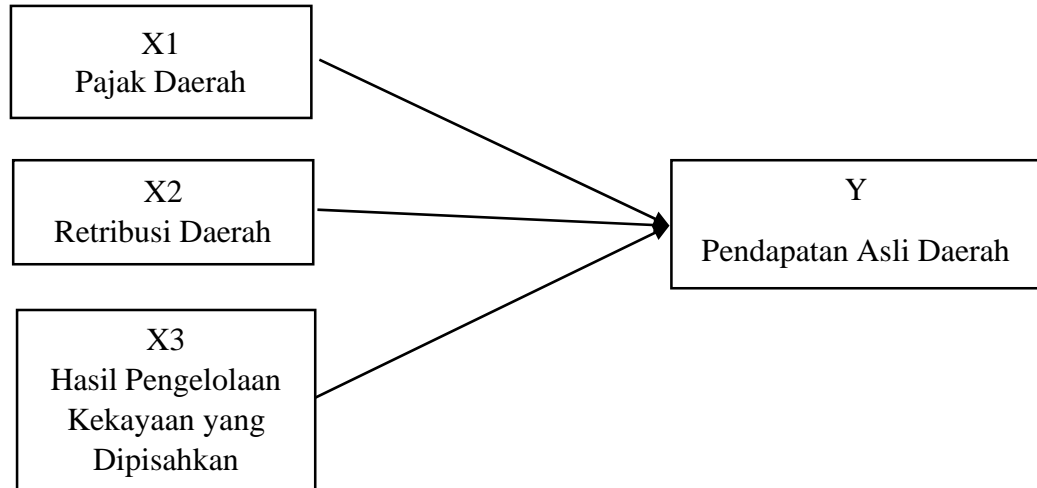 X1
Pajak Daerah
X2
Retribusi Daerah
X3
Hasil Pengelolaan
Kekayaan yang
Dipisahkan
Y
Pendapatan Asli Daerah